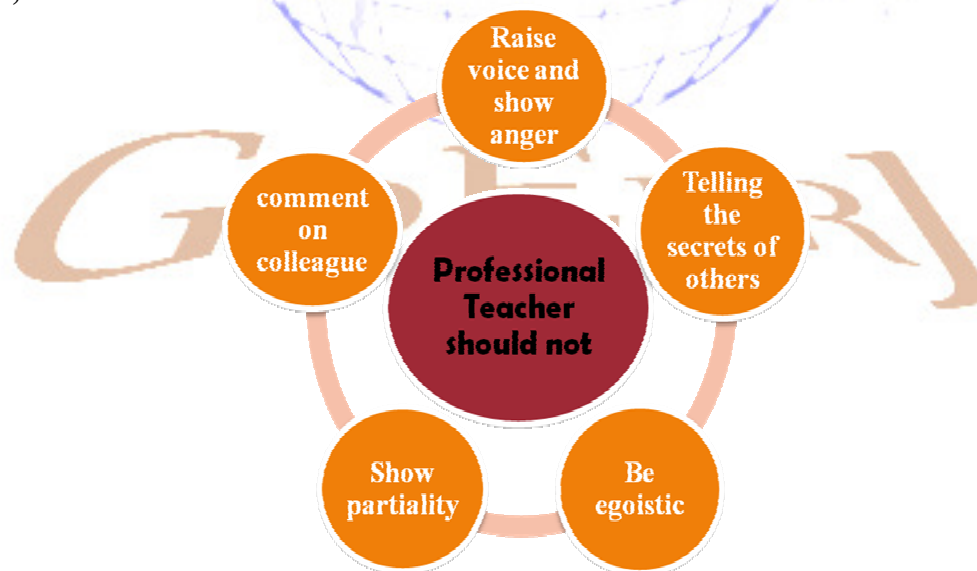 Professional
Teacher
should not
Raise
voice and
show
anger
Telling
the
secrets of
others
Be
egoistic
Show
partiality
comment
on
colleague